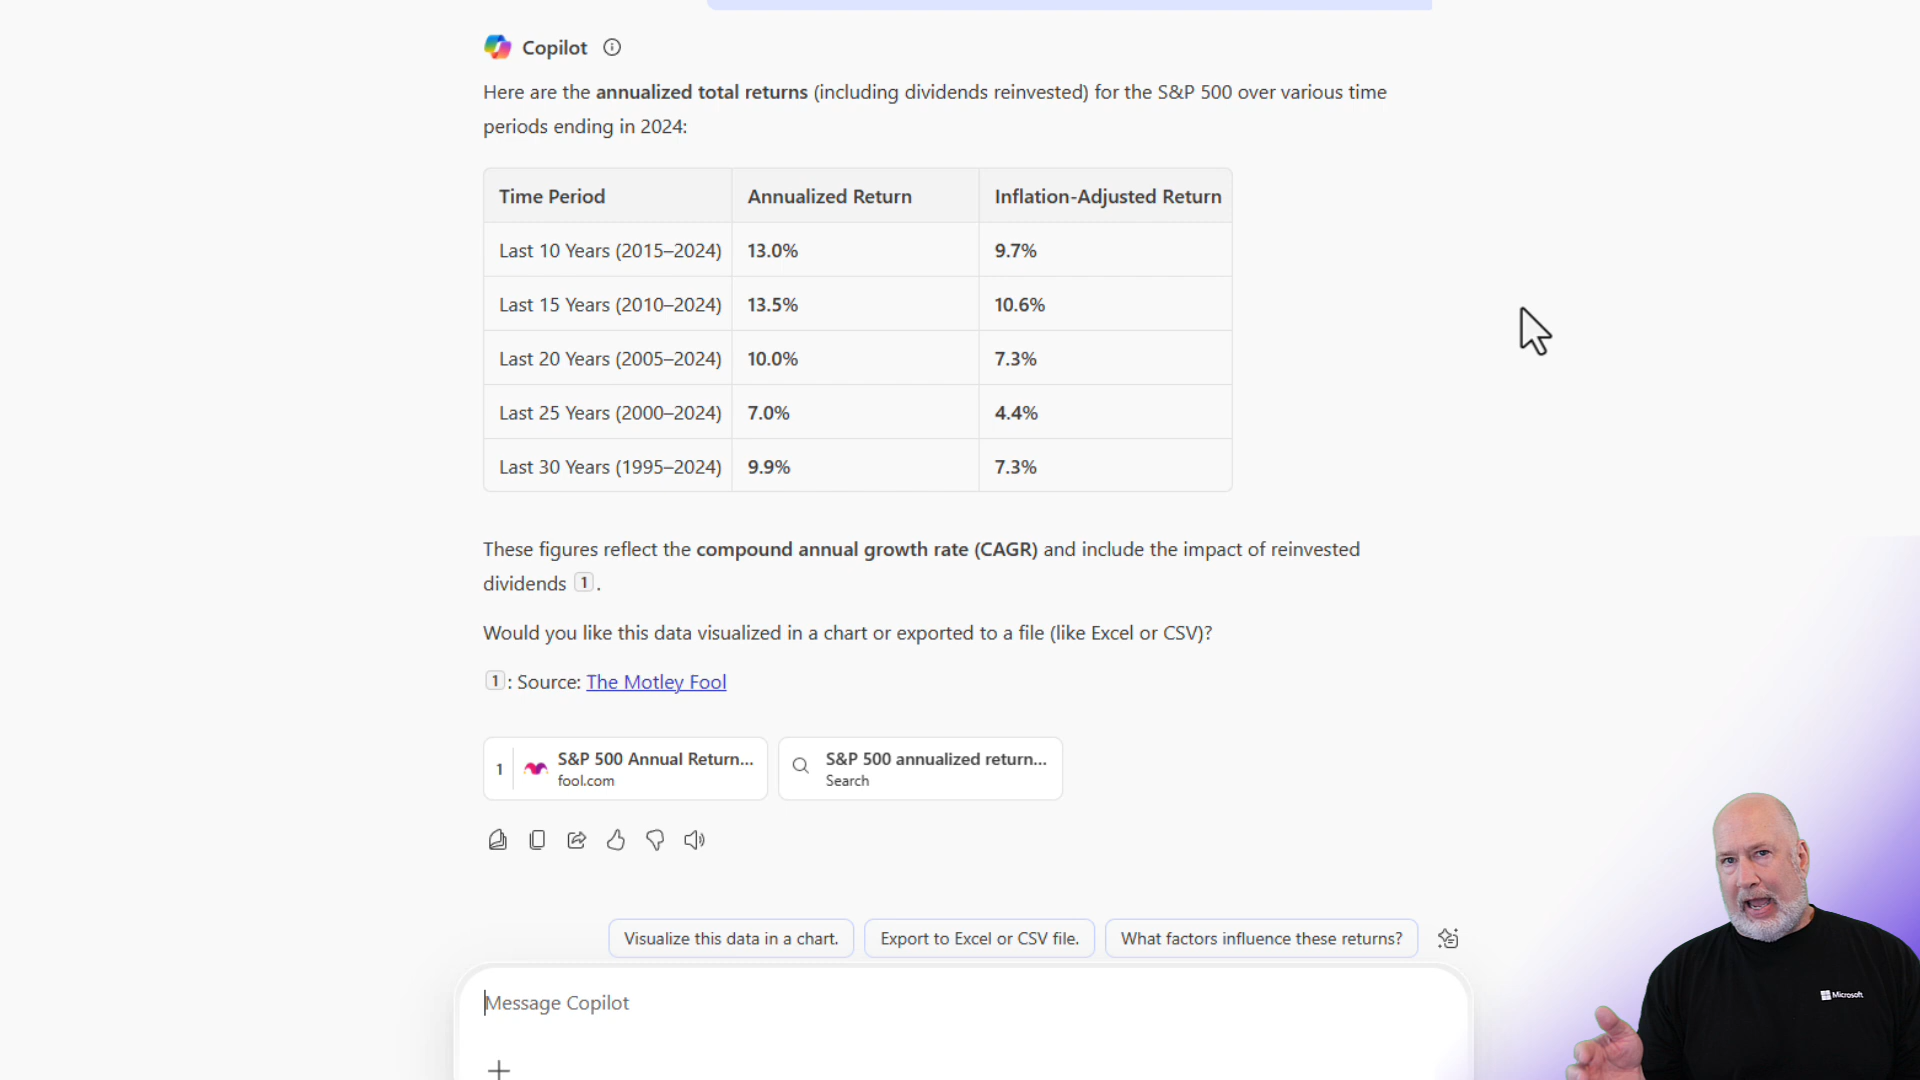 Copilot
Here are the annualized total returns (including dividends reinvested) for the S&P 500 over various time
periods ending in 2024:
Time Period Annualized Return Inflation-Adjusted Return
Last 10 Years (2015–2024) 13.0% 9.7%
Last 15 Years (2010–2024) 13.5% 10.6%
Last 20 Years (2005–2024) 10.0% 7.3%
Last 25 Years (2000–2024) 7.0% 4.4%
Last 30 Years (1995–2024) 9.9% 7.3%
These figures reflect the compound annual growth rate (CAGR) and include the impact of reinvested
dividends 1.
Would you like this data visualized in a chart or exported to a file (like Excel or CSV)?
1: Source: The Motley Fool
1 S&P 500 Annual Return...
fool.com
S&P 500 annualized return...
Search
Visualize this data in a chart. Export to Excel or CSV file. What factors influence these returns?
Message Copilot
Microsoft